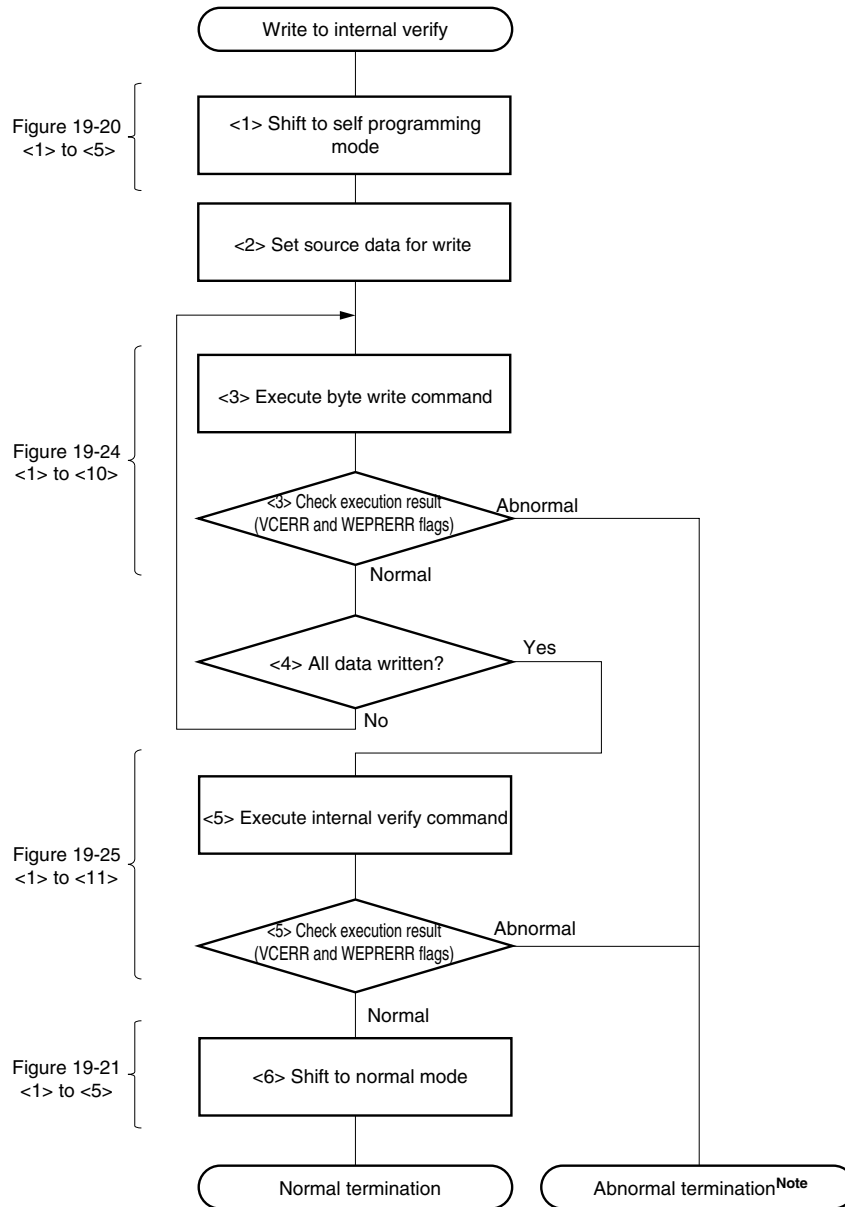 Write to internal verify
Figure 19-20
<1> to <5>
<1> Shift to self programming
mode
<2> Set source data for write
Figure 19-24
<1> to <10>
<3> Execute byte write command
<3> Check execution result
(VCERR and WEPRERR flags)
Abnormal
Normal
<4> All data written?
Yes
No
Figure 19-25
<1> to <11>
<5> Execute internal verify command
<5> Check execution result
(VCERR and WEPRERR flags)
Abnormal
Normal
Figure 19-21
<1> to <5>
<6> Shift to normal mode
Normal termination
Abnormal termination Note